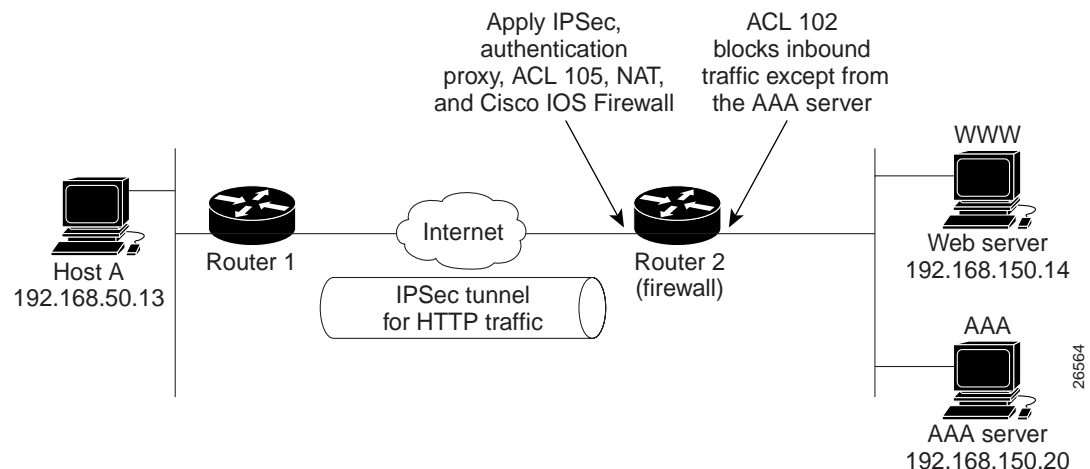 Apply IPSec,
authentication
proxy, ACL 105, NAT,
and Cisco IOS Firewall
ACL 102
blocks inbound
traffic except from
the AAA server
WWW
Host A
192.168.50.13
Router 1
Internet
IPSec tunnel
for HTTP traffic
Router 2
(firewall)
Web server
192.168.150.14
AAA
AAA server
192.168.150.20
26564